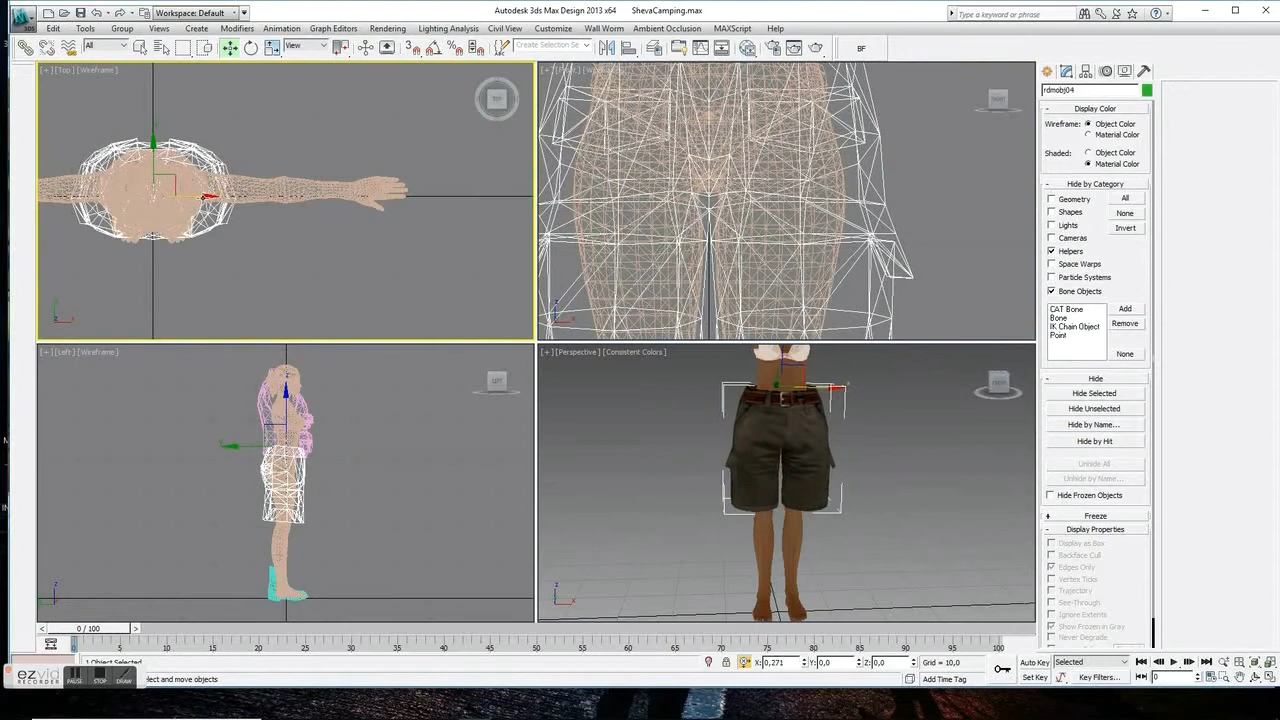 Workspace: Default
Autodesk 3ds Max Design 2013 x64
ShevaCamping.max
Type a keyword or phrase
Edit Tools Group Views Create Modifiers Animation Graph Editors Rendering Lighting Analysis Civil View Customize Wall Worm Ambient Occlusion MAXScript Help
All
View
Create Selection Se
BF
[+] [Top] [Wireframe]
TOP
FRONT
rdmobj04
Display Color
Wireframe: Object Color
Material Color
Shaded: Object Color
Material Color
Hide by Category
Geometry All
Shapes None
Lights Invert
Cameras
Helpers
Space Warps
Particle Systems
Bone Objects
CAT Bone Add
Bone
IK Chain Object Remove
Point
None
[+] [Left] [Wireframe]
LEFT
[+] [Perspective] [Consistent Colors]
FRONT
Hide
Hide Selected
Hide Unselected
Hide by Name...
Hide by Hit
Unhide All
Unhide by Name...
Hide Frozen Objects
Freeze
Display Properties
Display as Box
Backface Cull
Edges Only
Vertex Ticks
Trajectory
See-Through
Ignore Extents
Show Frozen in Gray
Never Degrade
0 / 100
0 5 10 15 20 25 30 35 40 45 50 55 60 65 70 75 80 85 90 95 100
1 Object Selected
X: 0,271 Y: 0,0 Z: 0,0 Grid = 10,0
Auto Key Selected
ezvid
RECORDER
PAUSE STOP DRAW
lect and move objects
Add Time Tag
Set Key Key Filters... 0